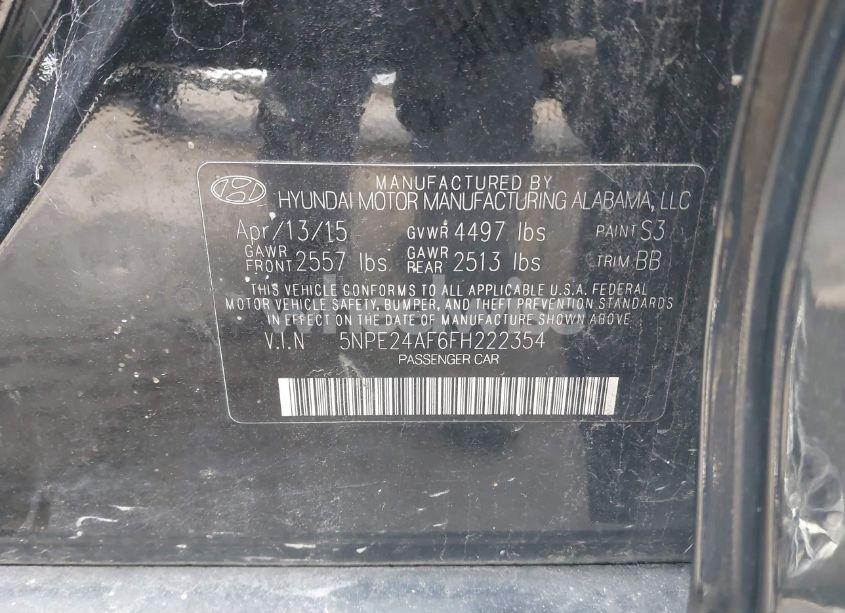 MANUFACTURED BY
HYUNDAI MOTOR MANUFACTURING ALABAMA, LLC
Apr/13/15 GVWR 4497 lbs PAINT S3
GAWR FRONT 2557 lbs GAWR REAR 2513 lbs TRIM BB
THIS VEHICLE CONFORMS TO ALL APPLICABLE U.S.A. FEDERAL
MOTOR VEHICLE SAFETY, BUMPER, AND THEFT PREVENTION STANDARDS
IN EFFECT ON THE DATE OF MANUFACTURE SHOWN ABOVE.
V.I.N 5NPE24AF6FH222354
PASSENGER CAR